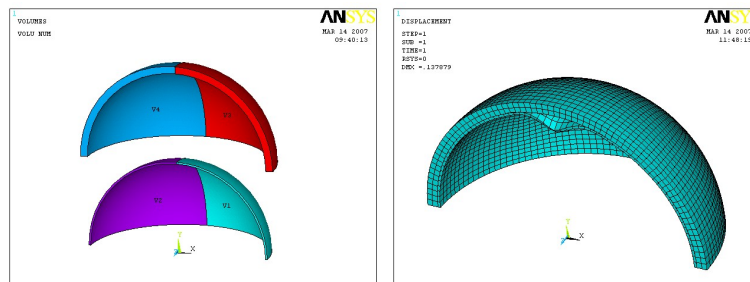 1
VOLUMES
VOLU NUM
ANSYS
MAR 14 2007
09:40:13
V4
V3
V2
V1
Y
Z
X
1
DISPLACEMENT
STEP=1
SUB =1
TIME=1
RSYS=0
DMX =.137879
ANSYS
MAR 14 2007
11:48:19
Y
Z
X